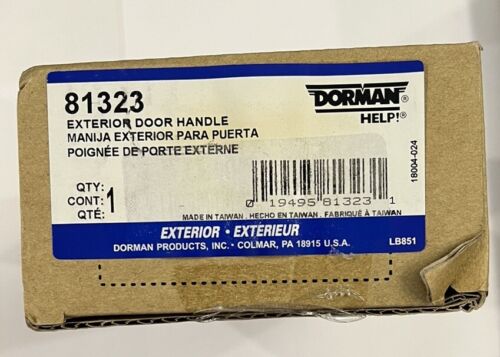 81323
EXTERIOR DOOR HANDLE
MANIJA EXTERIOR PARA PUERTA
POIGNÉE DE PORTE EXTERNE
DORMAN®
HELP!®
18004-024
QTY:
CONT: 1
QTÉ:
0 19495 81323 1
MADE IN TAIWAN . HECHO EN TAIWAN . FABRIQUÉ À TAIWAN
EXTERIOR • EXTÉRIEUR
DORMAN PRODUCTS, INC. • COLMAR, PA 18915 U.S.A.
LB851